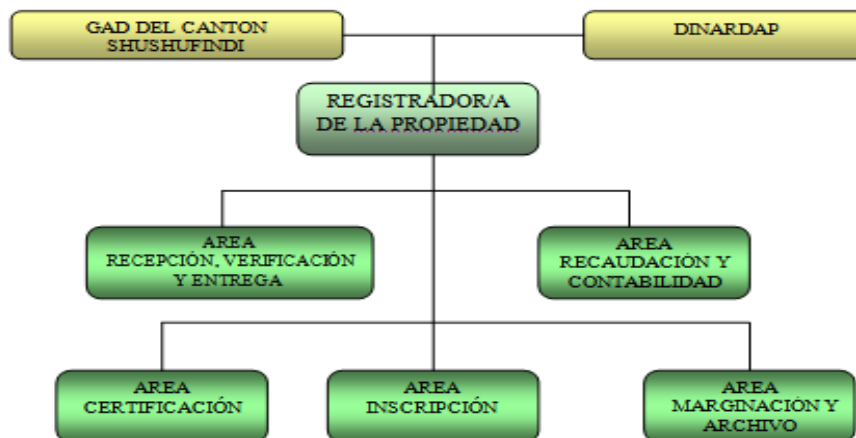 GAD DEL CANTON
SHUSHUFINDI
DINARDAP
REGISTRADOR/A
DE LA PROPIEDAD
AREA
RECEPCIÓN, VERIFICACIÓN
Y ENTREGA
AREA
RECAUDACIÓN Y
CONTABILIDAD
AREA
CERTIFICACIÓN
AREA
INSCRIPCIÓN
AREA
MARGINACIÓN Y
ARCHIVO